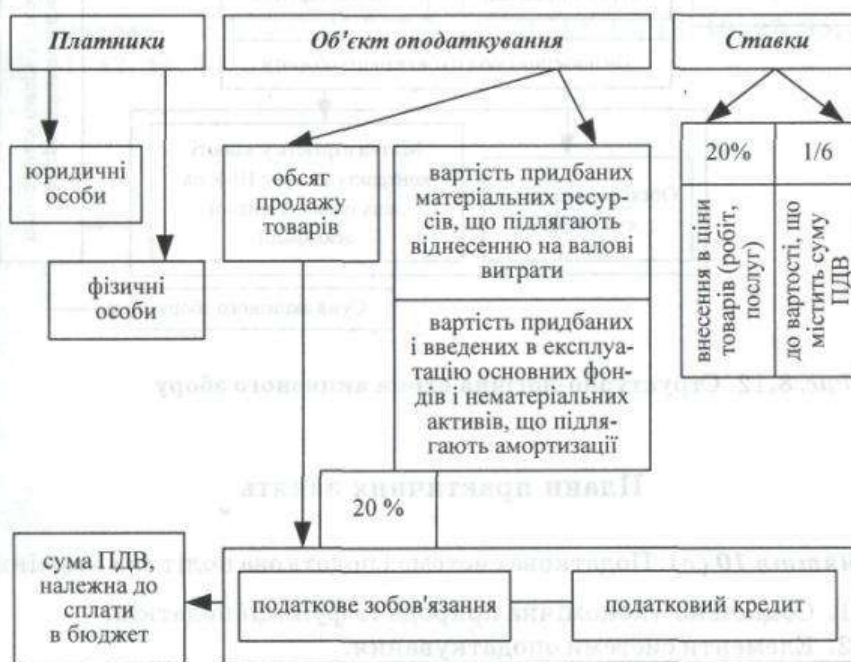 Платники
Об'єкт оподаткування
Ставки
юридичні
особи
фізичні
особи
обсяг
продажу
товарів
вартість придбаних
матеріальних ресур-
сів, що підлягають
віднесенню на валові
витрати
вартість придбаних
і введених в експлуа-
тацію основних фон-
дів і нематеріальних
активів, що підля-
гають амортизації
20%
1/6
внесення в ціни
товарів (робіт,
послуг)
до вартості, що
містить суму
ПДВ
20 %
сума ПДВ,
належна до
сплати
в бюджет
податкове зобов'язання
податковий кредит